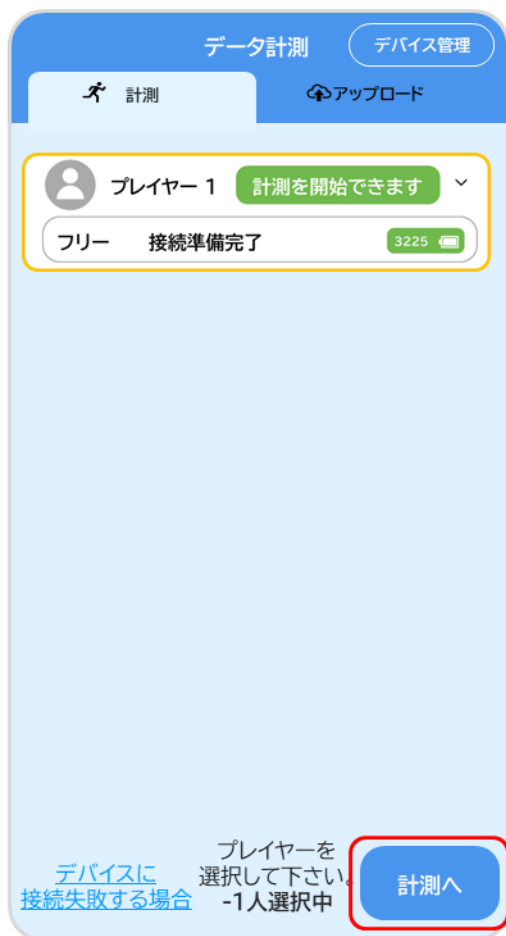 データ計測
デバイス管理
計測
アップロード
プレイヤー 1
計測を開始できます
フリー
接続準備完了
3225
プレイヤーを
選択して下さい。
-1人選択中
デバイスに
接続失敗する場合
計測へ